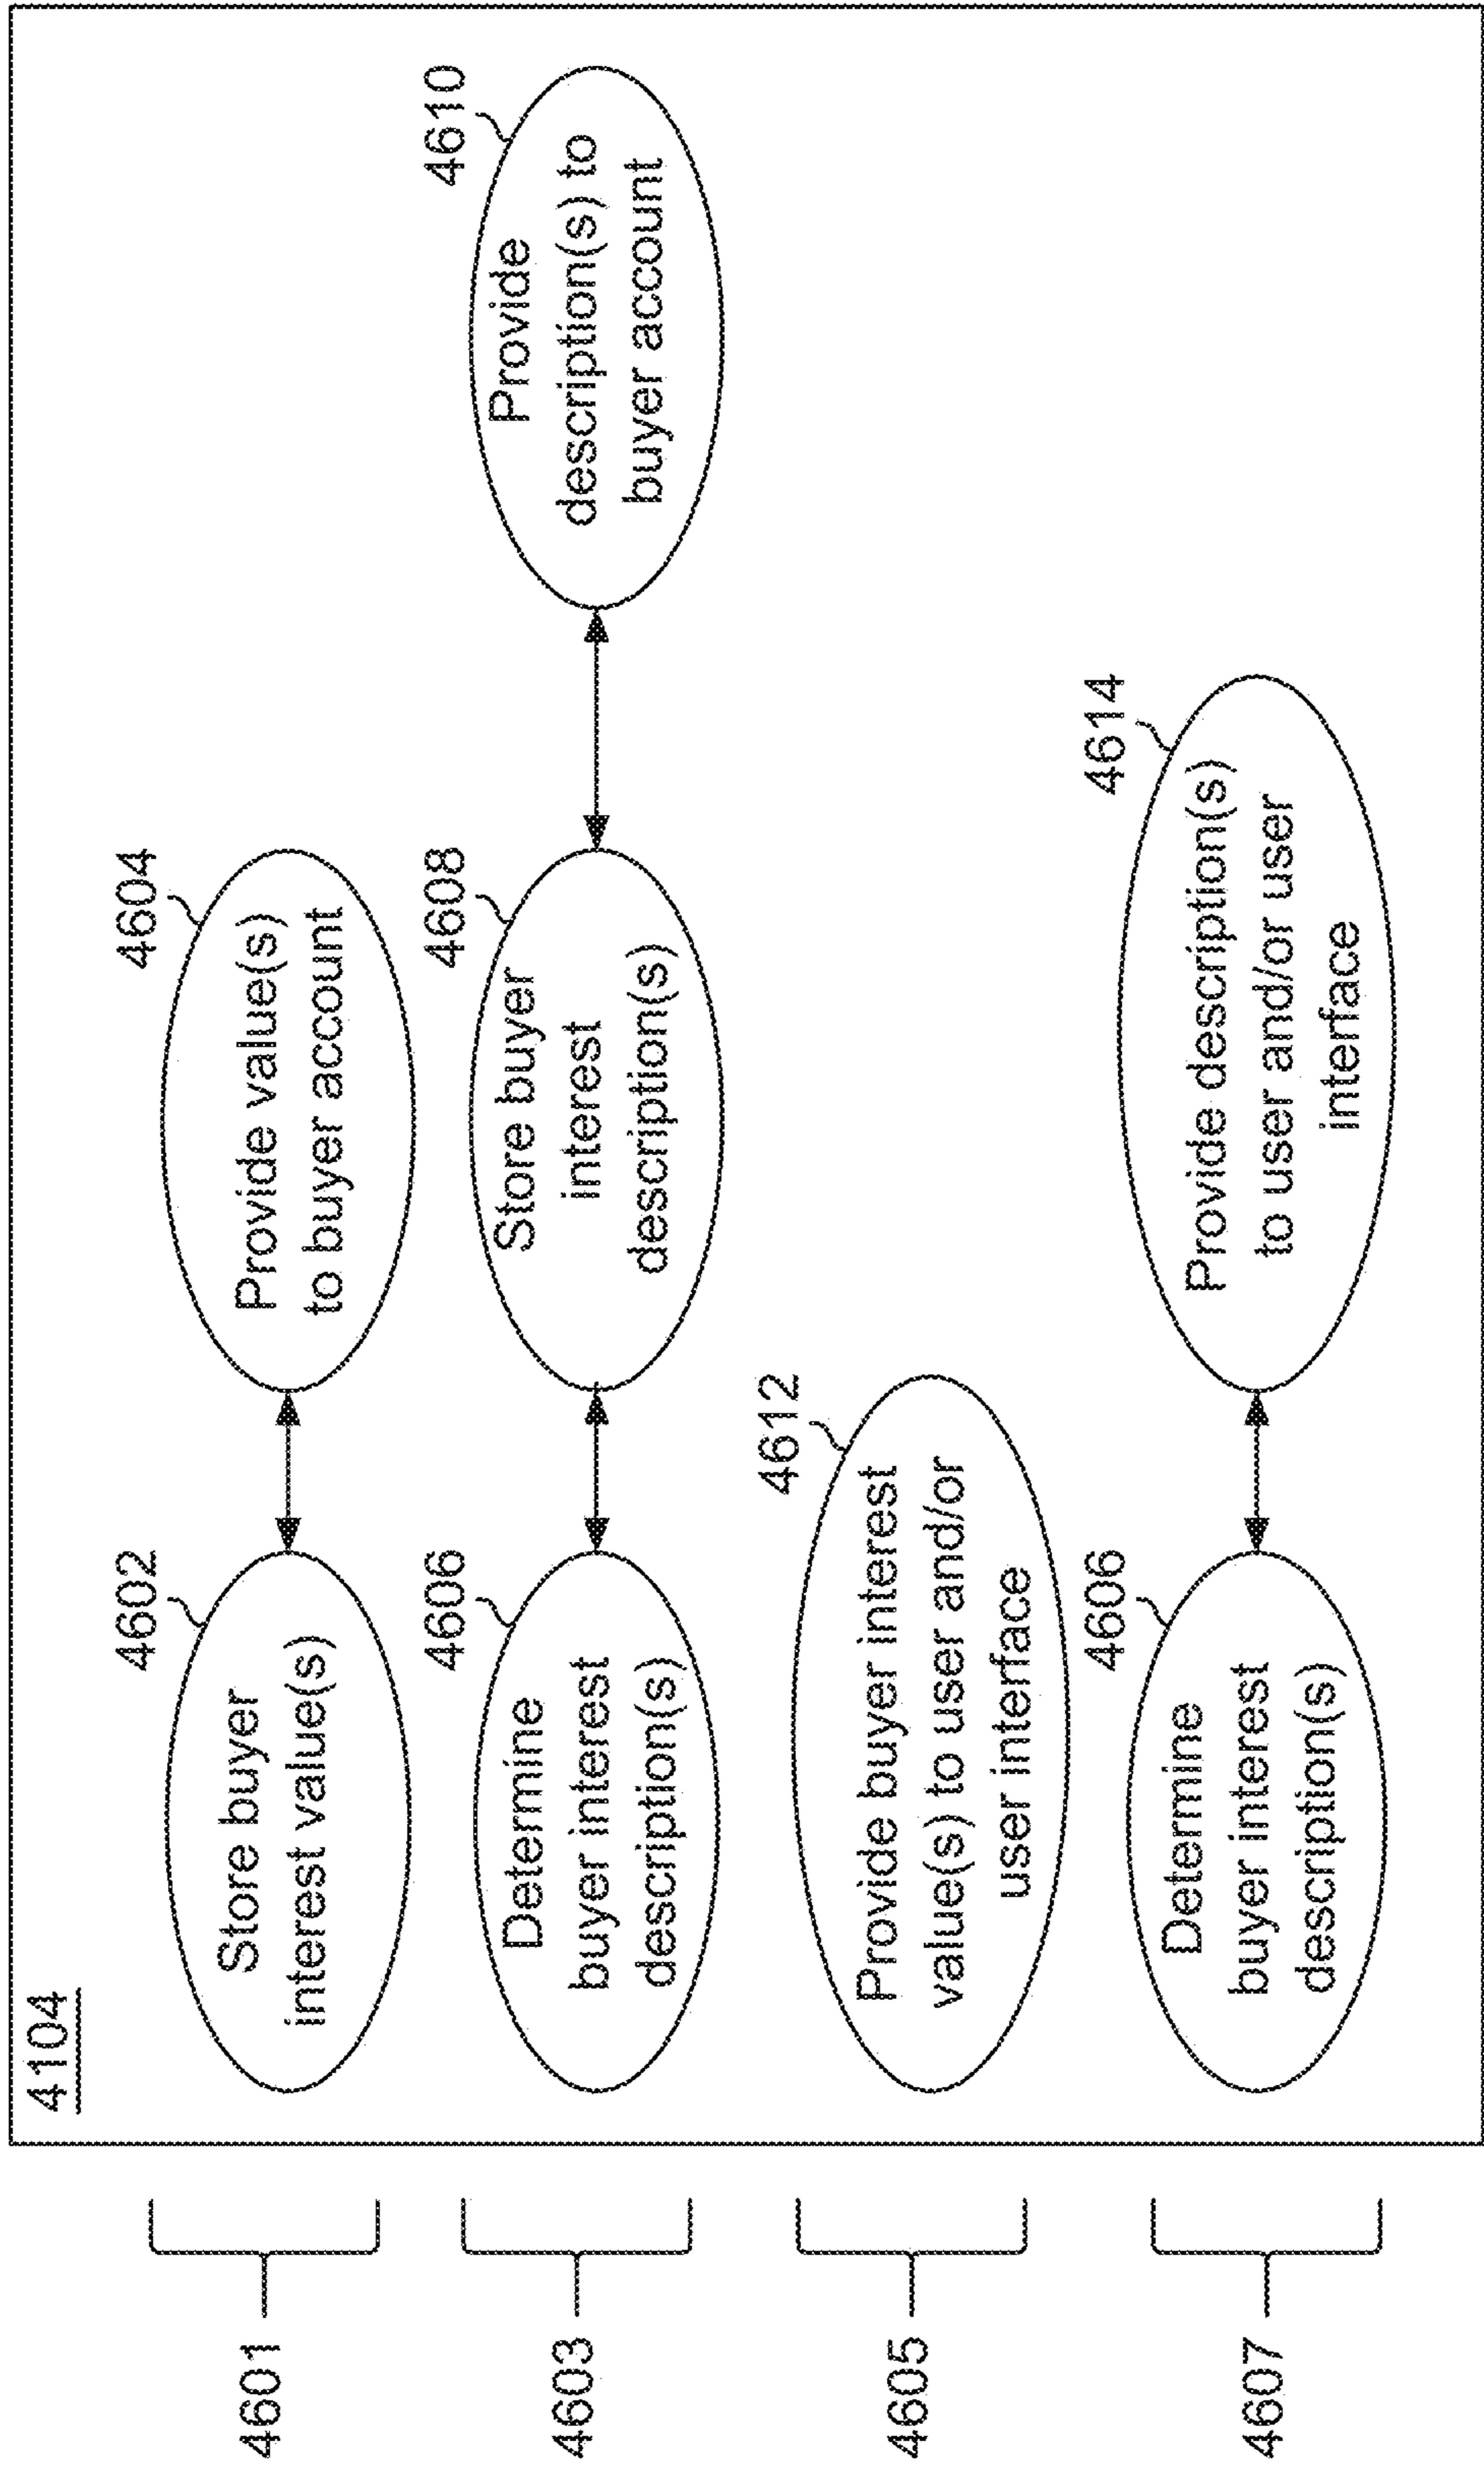 4104
4601
4602
Store buyer
interest value(s)
4604
Provide value(s)
to buyer account
4603
4606
Determine
buyer interest
description(s)
4608
Store buyer
interest
description(s)
4610
Provide
description(s) to
buyer account
4605
4612
Provide buyer interest
value(s) to user and/or
user interface
4607
4606
Determine
buyer interest
description(s)
4614
Provide description(s)
to user and/or user
interface